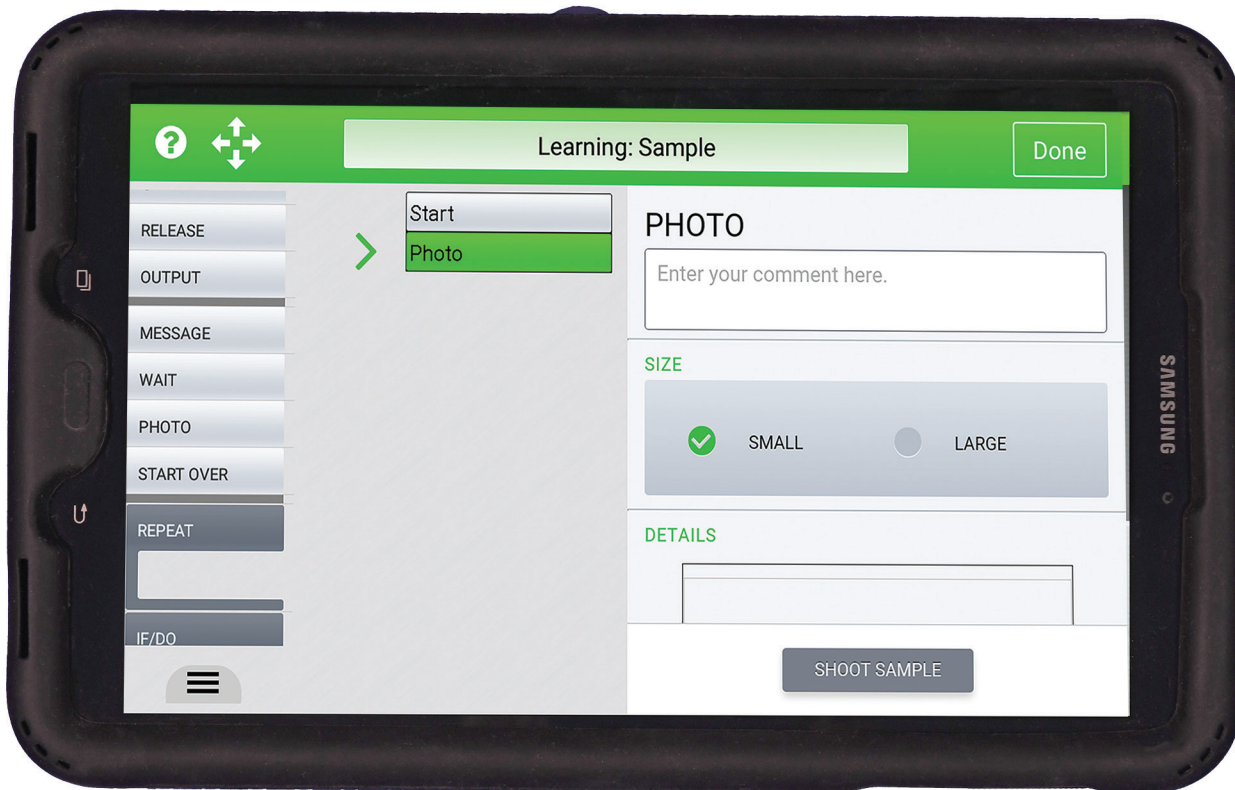 Learning: Sample
Done
RELEASE
OUTPUT
MESSAGE
WAIT
PHOTO
START OVER
REPEAT
IF/DO
Start
Photo
PHOTO
Enter your comment here.
SIZE
SMALL
LARGE
DETAILS
SHOOT SAMPLE
SAMSUNG